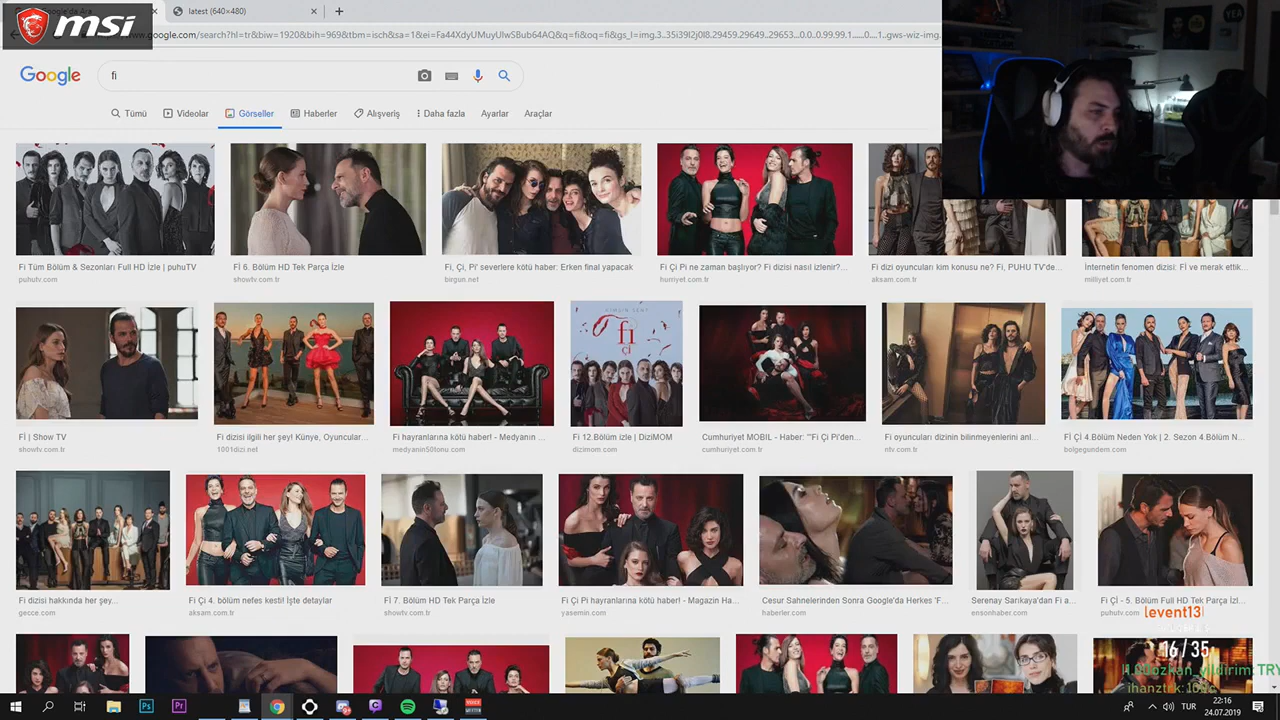 msi
latest (640×480)
.google.com/search?hl=tr&biw=1920&bih=969&tbm=isch&sa=1&ei=Fa44XdyUMuyUlwSBub64AQ&q=fi&oq=fi&gs_l=img.3..35i39l2j0l8.29459.29649..29653...0.0..0.99.99.1......0....1..gws-wiz-img.
Google
fi
Tümü
Videolar
Görseller
Haberler
Alışveriş
Daha fazla
Ayarlar
Araçlar
YEA
Fi Tüm Bölüm & Sezonları Full HD İzle | puhuTV
puhutv.com
Fİ 6. Bölüm HD Tek Parça İzle
showtv.com.tr
Fi, Çi, Pi' severlere kötü haber: Erken final yapacak
birgun.net
Fi Çi Pi ne zaman başlıyor? Fi dizisi nasıl izlenir?...
hurriyet.com.tr
Fi dizi oyuncuları kim konusu ne? Fi, PUHU TV'de...
aksam.com.tr
İnternetin fenomen dizisi: Fİ ve merak ettik...
milliyet.com.tr
fi
çi
Fİ | Show TV
showtv.com.tr
Fi dizisi ilgili her şey! Künye, Oyuncular...
1001dizi.net
Fi hayranlarına kötü haber! - Medyanın ...
medyanin50tonu.com
Fi 12.Bölüm izle | DiziMOM
dizimom.com
Cumhuriyet MOBIL - Haber: "'Fi Çi Pi'den...
cumhuriyet.com.tr
Fi oyuncuları dizinin bilinmeyenlerini anl...
ntv.com.tr
Fİ Çİ 4.Bölüm Neden Yok | 2. Sezon 4.Bölüm N...
bolgegundem.com
Fi dizisi hakkında her şey...
gecce.com
Fi Çi 4. bölüm nefes kesti! İşte detaylar
aksam.com.tr
Fİ 7. Bölüm HD Tek Parça İzle
showtv.com.tr
Fi Çi Pi hayranlarına kötü haber! - Magazin Ha...
yasemin.com
Cesur Sahnelerinden Sonra Google'da Herkes 'F...
haberler.com
Serenay Sarıkaya'dan Fi a...
ensonhaber.com
Fi Çİ - 5. Bölüm Full HD Tek Parça İzl...
puhutv.com
[event13]
16 / 35
ozhan_yildirim:TRY
ihanztrk:
Ps
Pr
TUR
22:16
24.07.2019